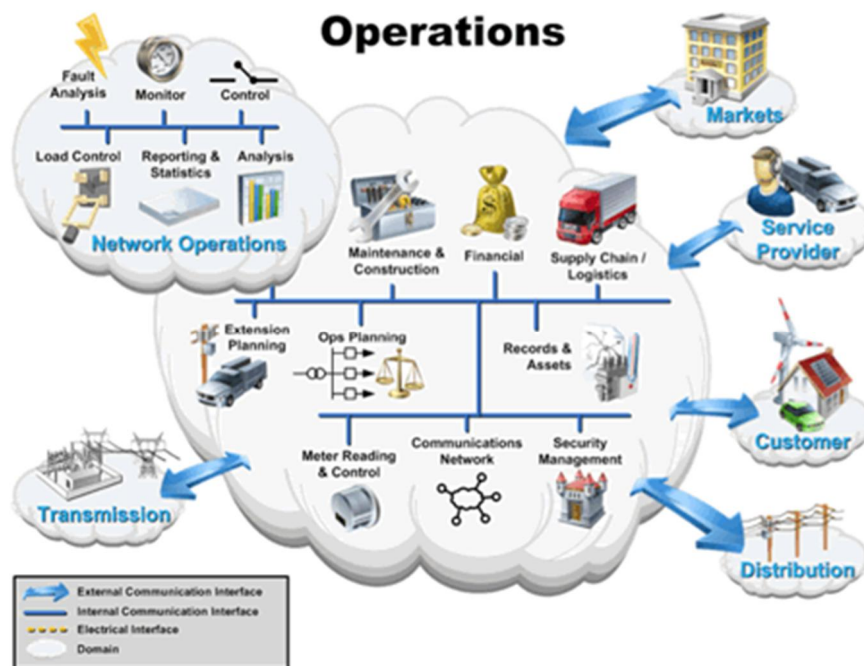 Operations
Fault
Analysis
Monitor
Control
Load Control
Reporting &
Statistics
Analysis
Network Operations
Markets
Service
Provider
Maintenance &
Construction
Financial
Supply Chain /
Logistics
Extension
Planning
Ops Planning
Records &
Assets
Customer
Meter Reading
& Control
Communications
Network
Security
Management
Transmission
Distribution
External Communication Interface
Internal Communication Interface
Electrical Interface
Domain